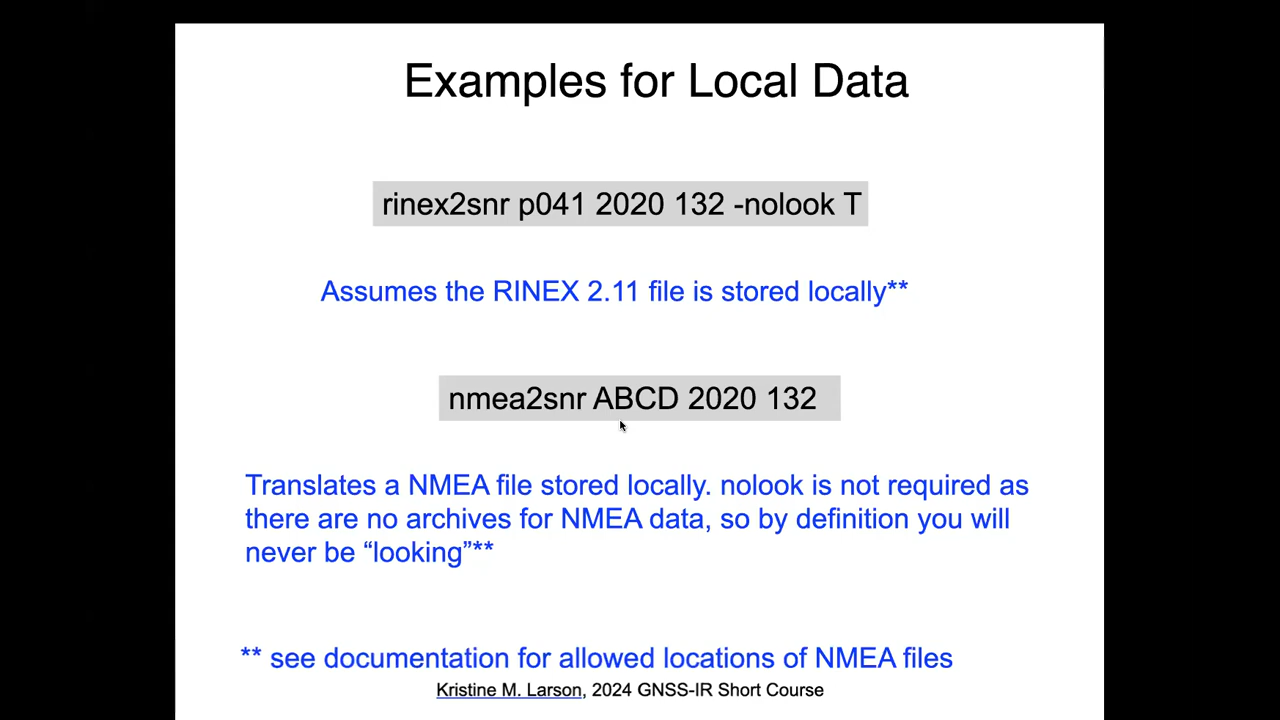 Examples for Local Data
rinex2snr p041 2020 132 -nolook T
Assumes the RINEX 2.11 file is stored locally**
nmea2snr ABCD 2020 132
Translates a NMEA file stored locally. nolook is not required as
there are no archives for NMEA data, so by definition you will
never be “looking”**
** see documentation for allowed locations of NMEA files
Kristine M. Larson, 2024 GNSS-IR Short Course